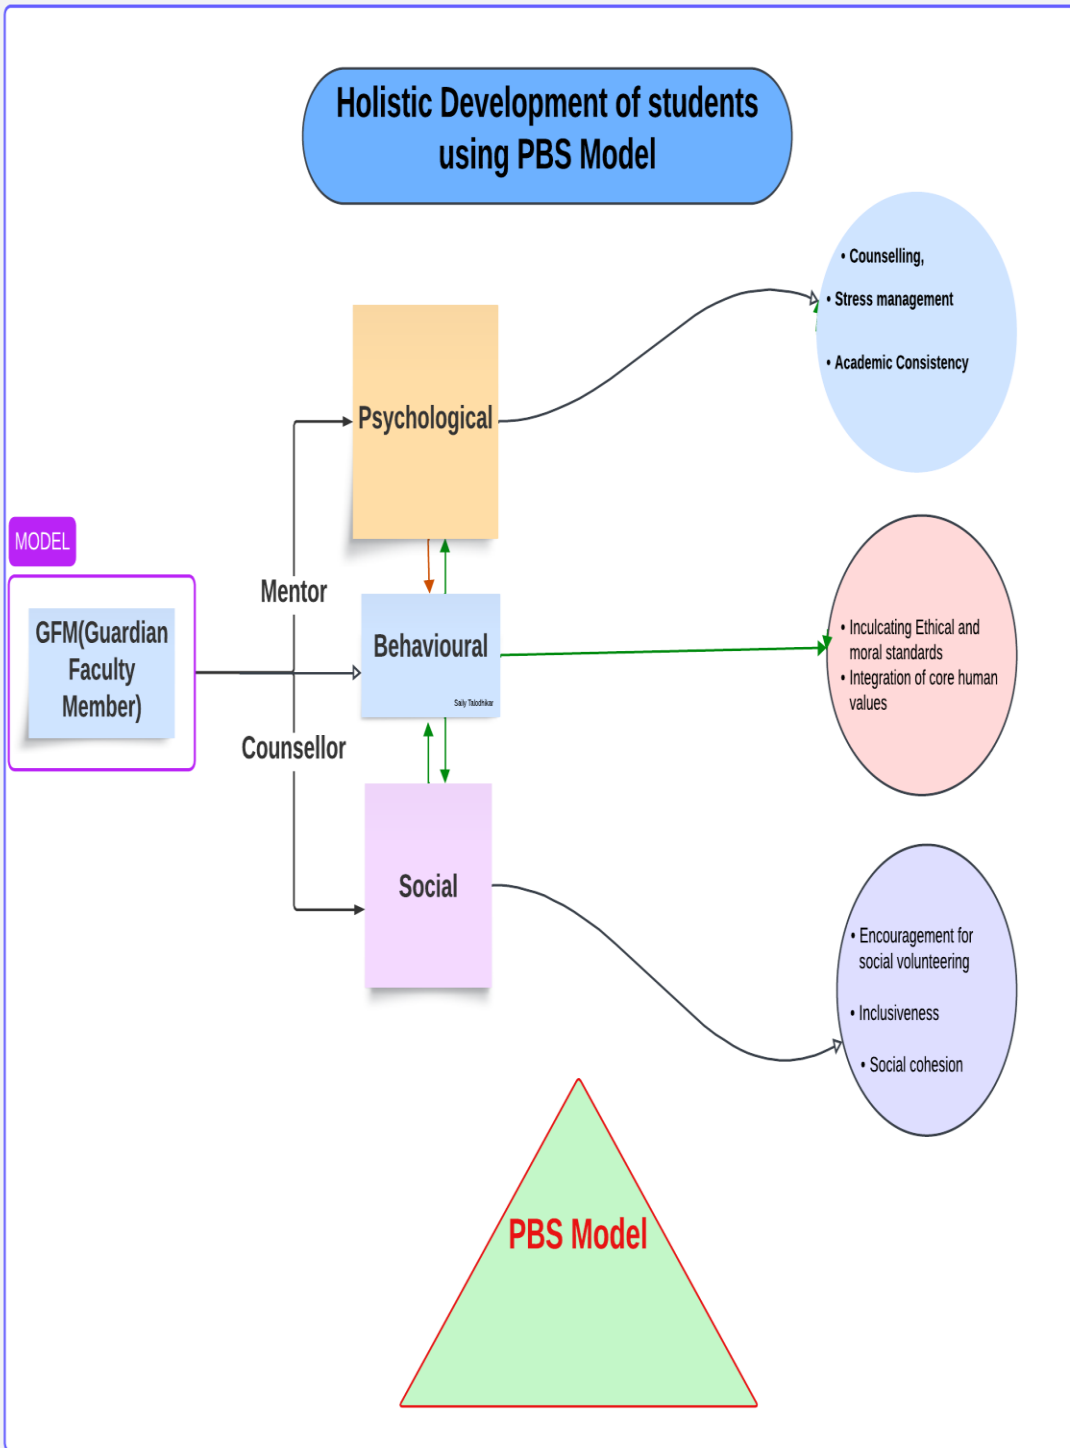 Holistic Development of students
using PBS Model
• Counselling,
• Stress management
• Academic Consistency
Psychological
MODEL
Mentor
GFM(Guardian
Faculty
Member)
Behavioural
Saily Talodhikar
• Inculcating Ethical and
moral standards
• Integration of core human
values
Counsellor
Social
• Encouragement for
social volunteering
• Inclusiveness
• Social cohesion
PBS Model